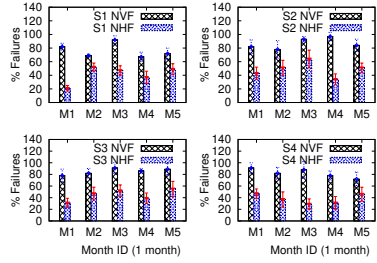 S1 NVF
S1 NHF
% Failures
140
120
100
80
60
40
20
0
M1 M2 M3 M4 M5
S2 NVF
S2 NHF
% Failures
140
120
100
80
60
40
20
0
M1 M2 M3 M4 M5
S3 NVF
S3 NHF
% Failures
140
120
100
80
60
40
20
0
M1 M2 M3 M4 M5
Month ID (1 month)
S4 NVF
S4 NHF
% Failures
140
120
100
80
60
40
20
0
M1 M2 M3 M4 M5
Month ID (1 month)